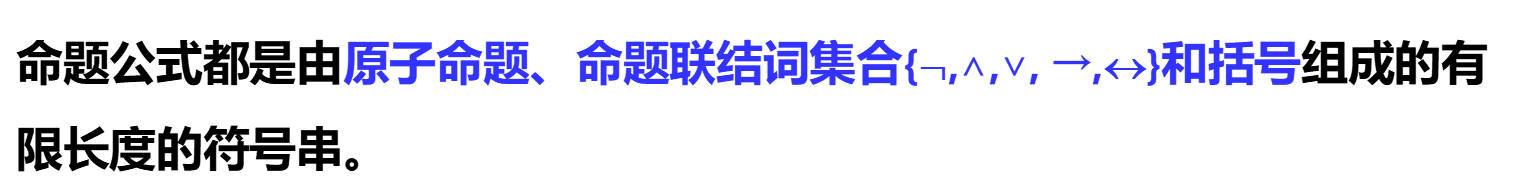 命题公式都是由原子命题、命题联结词集合{¬,∧,∨, →,↔}和括号组成的有
限长度的符号串。